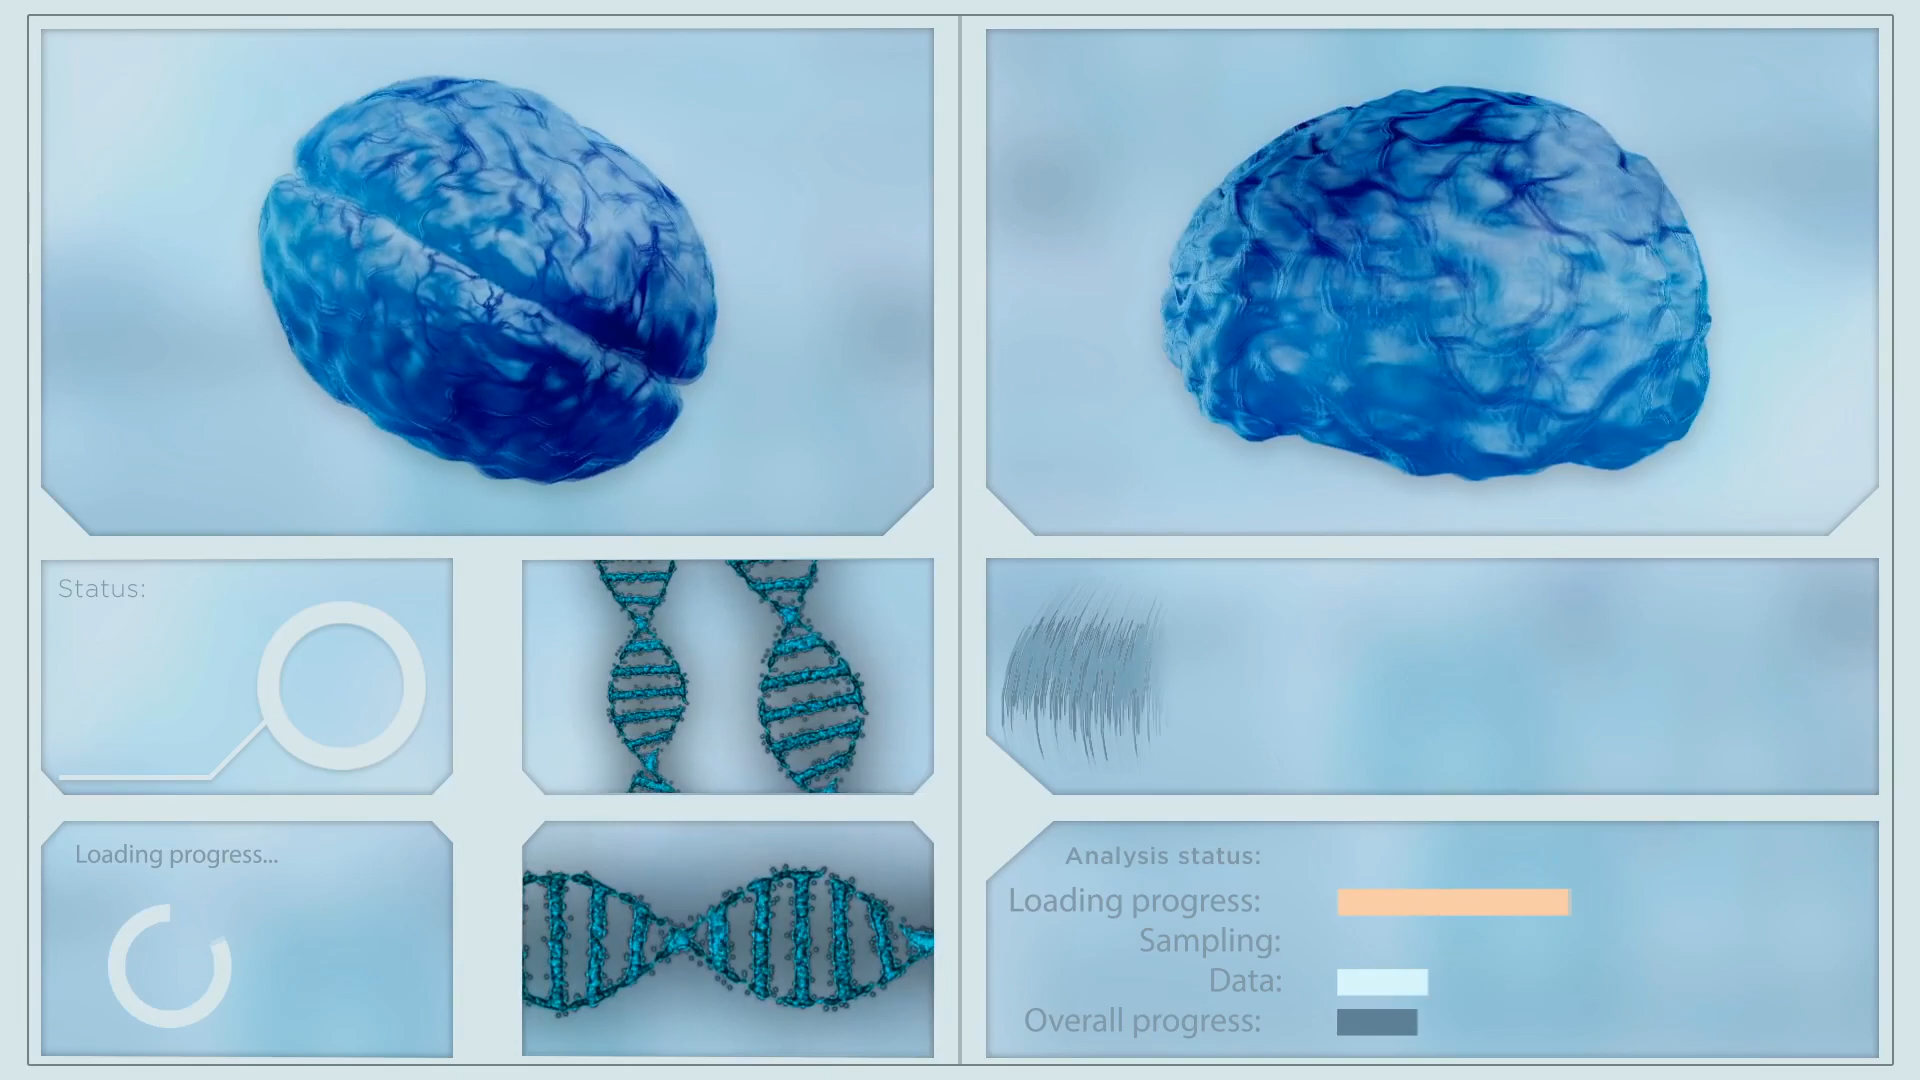 Status:
Loading progress...
Analysis status:
Loading progress:
Sampling:
Data:
Overall progress: